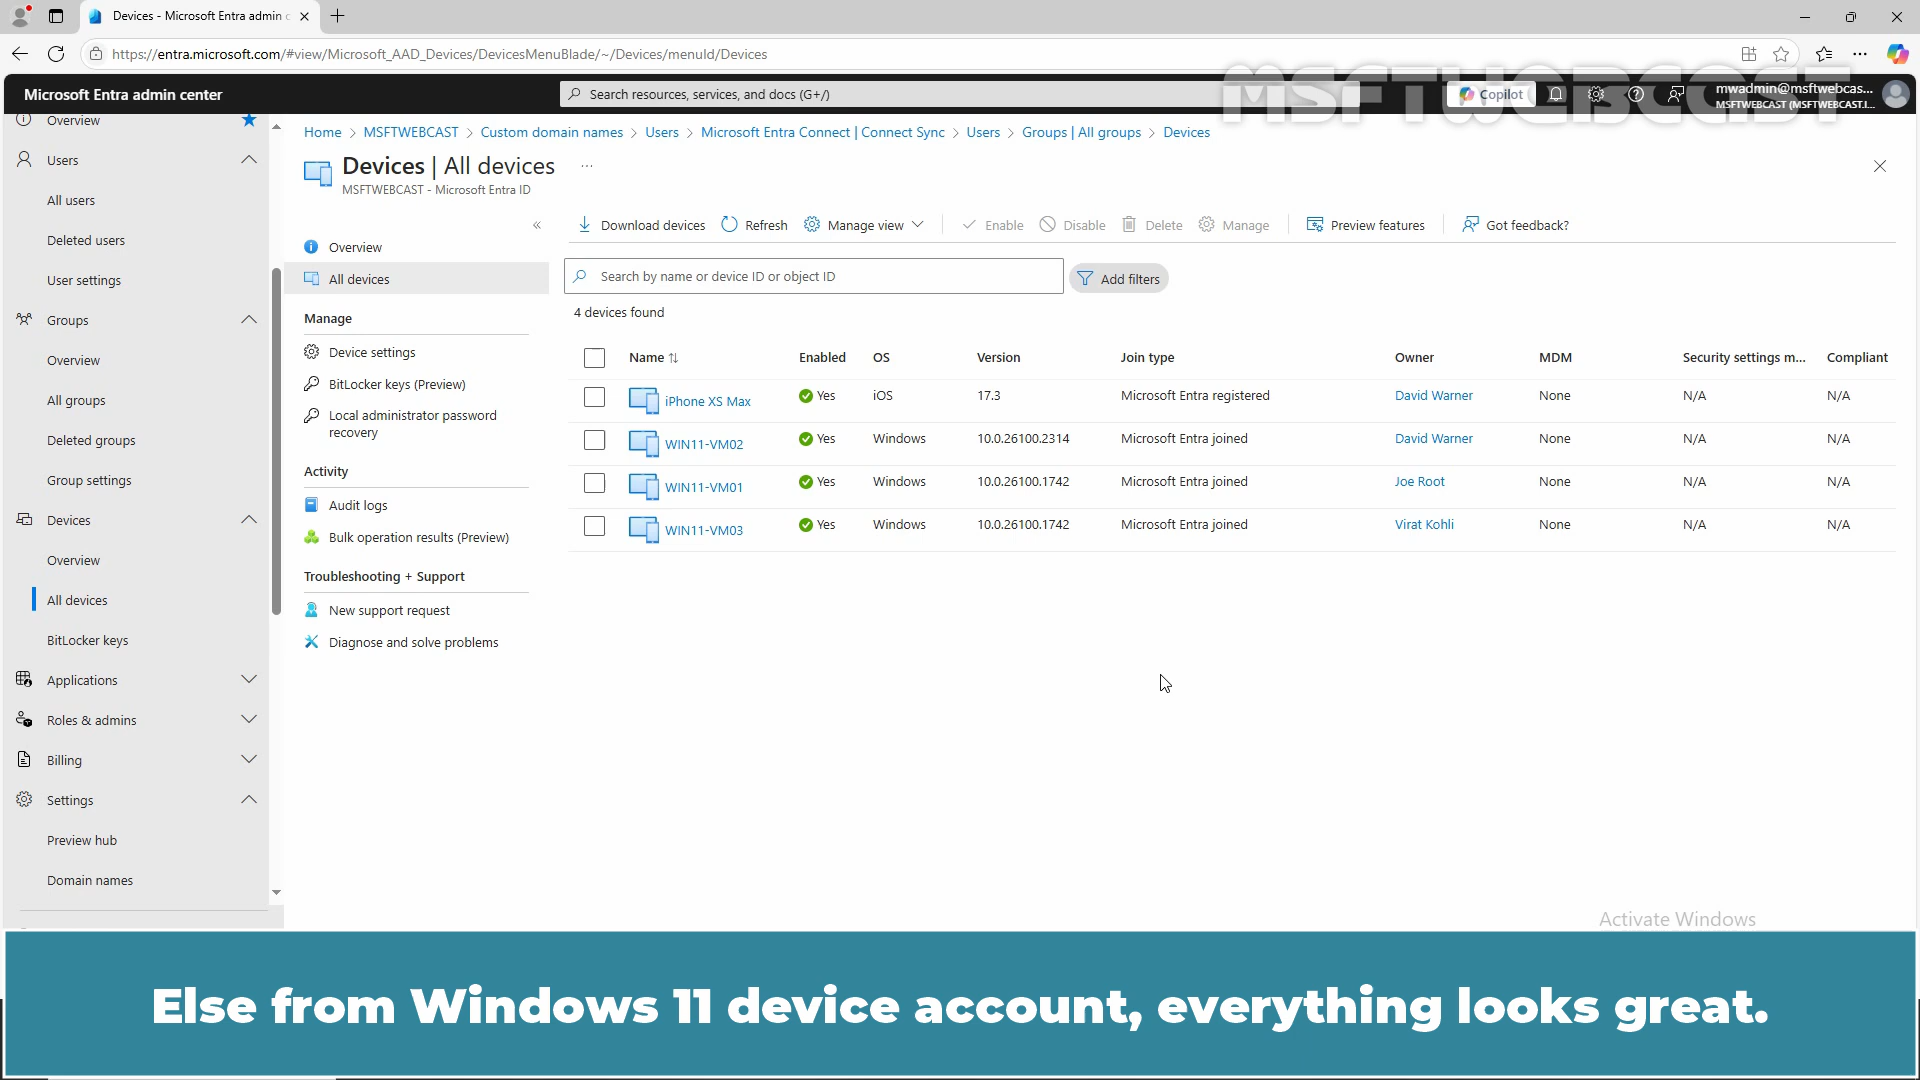 Devices - Microsoft Entra admin c
https://entra.microsoft.com/#view/Microsoft_AAD_Devices/DevicesMenuBlade/~/Devices/menuId/Devices
MSFTWEBCAST
Microsoft Entra admin center
Search resources, services, and docs (G+/)
Copilot
mwadmin@msftwebcas...
MSFTWEBCAST (MSFTWEBCAST.I...
Overview
Users
All users
Deleted users
User settings
Groups
Overview
All groups
Deleted groups
Group settings
Devices
Overview
All devices
BitLocker keys
Applications
Roles & admins
Billing
Settings
Preview hub
Domain names
Home > MSFTWEBCAST > Custom domain names > Users > Microsoft Entra Connect | Connect Sync > Users > Groups | All groups > Devices
Devices | All devices ...
MSFTWEBCAST - Microsoft Entra ID
Overview
All devices
Manage
Device settings
BitLocker keys (Preview)
Local administrator password
recovery
Activity
Audit logs
Bulk operation results (Preview)
Troubleshooting + Support
New support request
Diagnose and solve problems
Download devices Refresh Manage view Enable Disable Delete Manage Preview features Got feedback?
Search by name or device ID or object ID
Add filters
4 devices found
Name Enabled OS Version Join type Owner MDM Security settings m... Compliant
iPhone XS Max Yes iOS 17.3 Microsoft Entra registered David Warner None N/A N/A
WIN11-VM02 Yes Windows 10.0.26100.2314 Microsoft Entra joined David Warner None N/A N/A
WIN11-VM01 Yes Windows 10.0.26100.1742 Microsoft Entra joined Joe Root None N/A N/A
WIN11-VM03 Yes Windows 10.0.26100.1742 Microsoft Entra joined Virat Kohli None N/A N/A
Activate Windows
Else from Windows 11 device account, everything looks great.